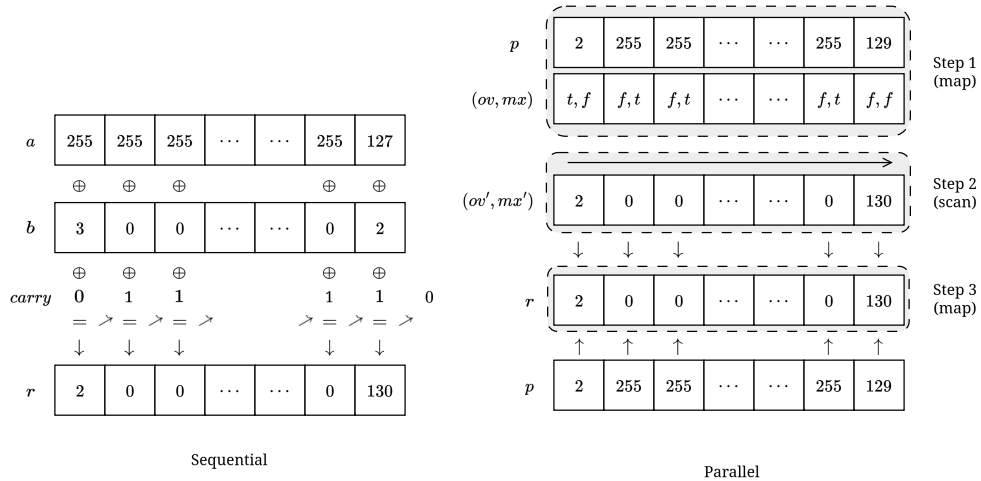 a 255 255 255 ⋯ ⋯ 255 127
⊕ ⊕ ⊕ ⊕ ⊕
b 3 0 0 ⋯ ⋯ 0 2
⊕ ⊕ ⊕ ⊕ ⊕
carry 0 1 1 1 1 0
= ↗ = ↗ = ↗ ↗ = ↗ = ↗
↓ ↓ ↓ ↓ ↓
r 2 0 0 ⋯ ⋯ 0 130
Sequential
p 2 255 255 ⋯ ⋯ 255 129
(ov, mx) t, f f, t f, t ⋯ ⋯ f, t f, f
Step 1
(map)
(ov′, mx′) 2 0 0 ⋯ ⋯ 0 130
Step 2
(scan)
↓ ↓ ↓ ↓ ↓
r 2 0 0 ⋯ ⋯ 0 130
Step 3
(map)
↑ ↑ ↑ ↑ ↑
p 2 255 255 ⋯ ⋯ 255 129
Parallel